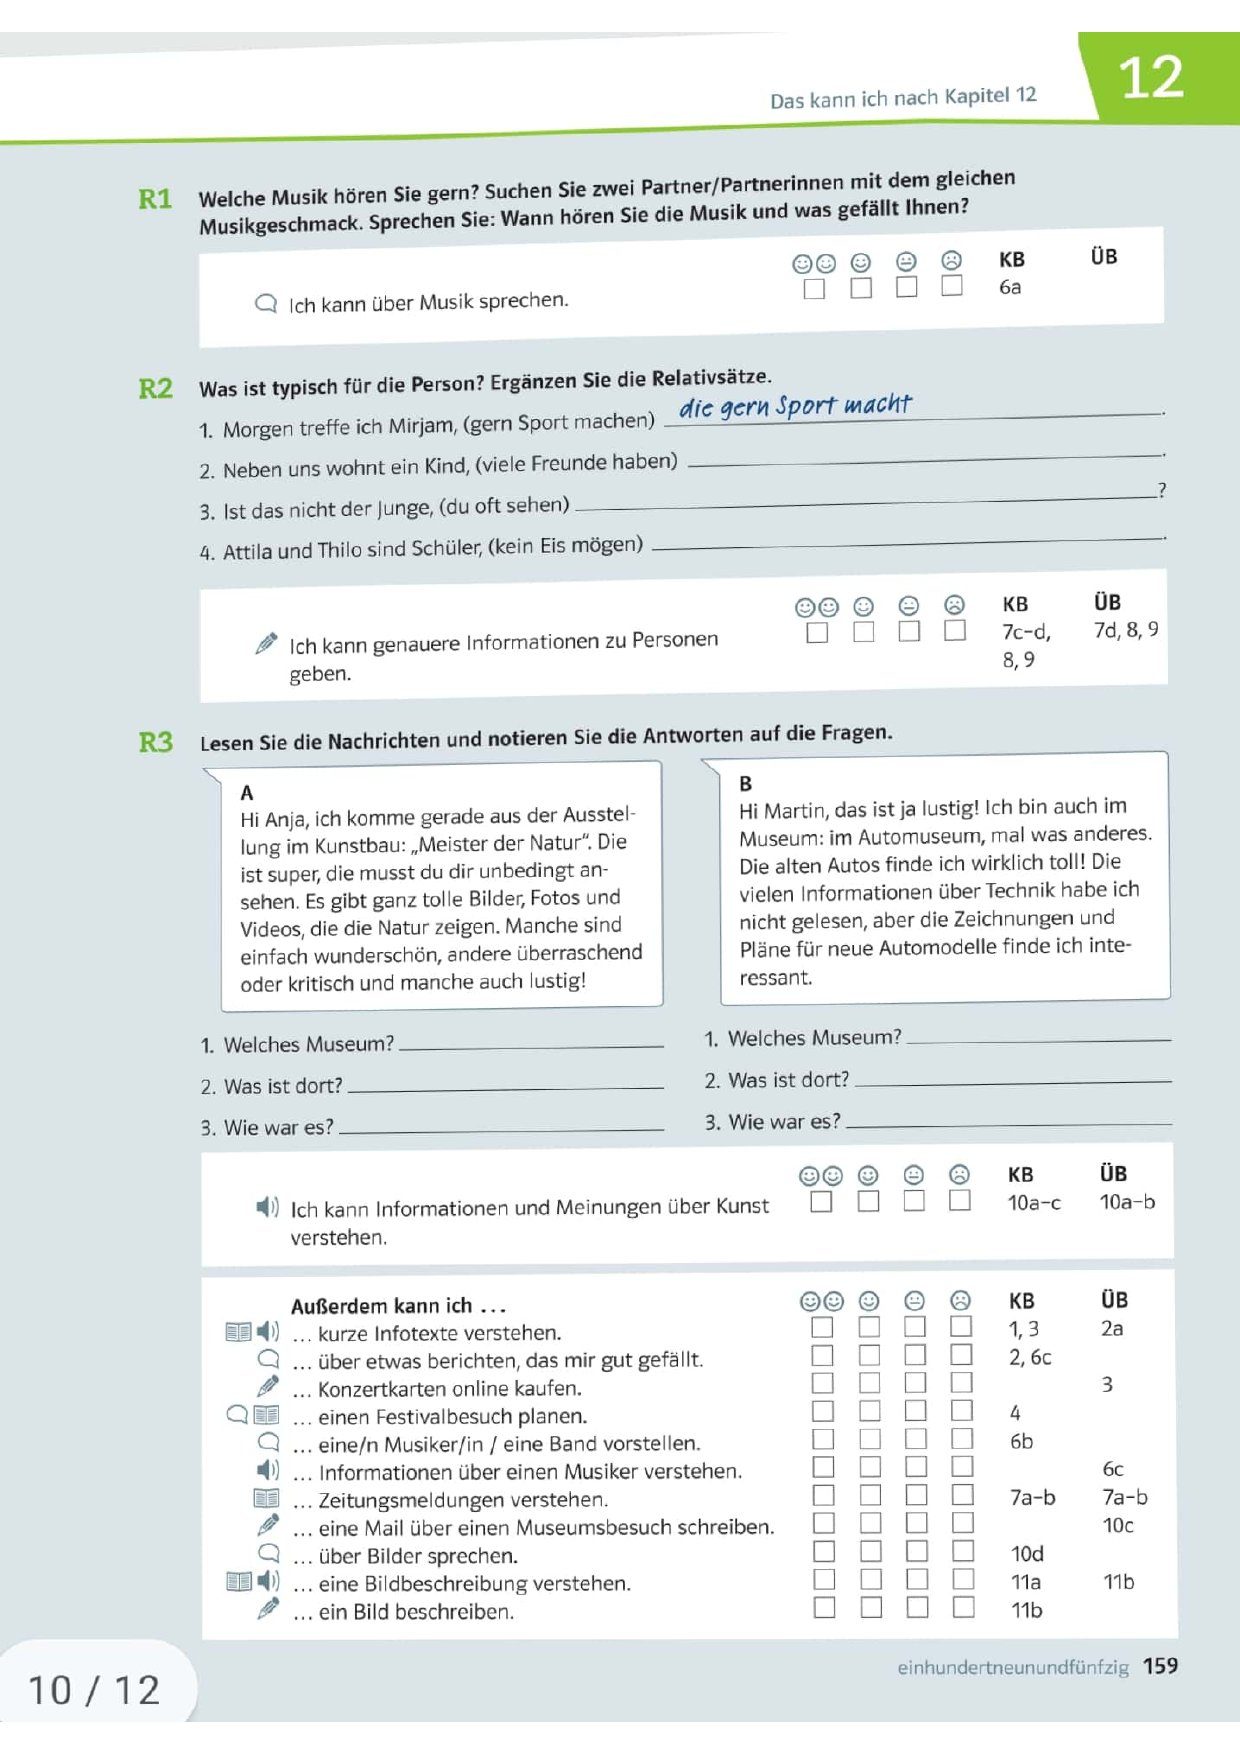 12
Das kann ich nach Kapitel 12
R1 Welche Musik hören Sie gern? Suchen Sie zwei Partner/Partnerinnen mit dem gleichen
Musikgeschmack. Sprechen Sie: Wann hören Sie die Musik und was gefällt Ihnen?
KB ÜB
Ich kann über Musik sprechen. 6a
R2 Was ist typisch für die Person? Ergänzen Sie die Relativsätze.
1. Morgen treffe ich Mirjam, (gern Sport machen) die gern Sport macht.
2. Neben uns wohnt ein Kind, (viele Freunde haben) .
3. Ist das nicht der Junge, (du oft sehen) ?
4. Attila und Thilo sind Schüler, (kein Eis mögen) .
KB ÜB
Ich kann genauere Informationen zu Personen 7c–d, 7d, 8, 9
geben. 8, 9
R3 Lesen Sie die Nachrichten und notieren Sie die Antworten auf die Fragen.
A
Hi Anja, ich komme gerade aus der Ausstel-
lung im Kunstbau: „Meister der Natur“. Die
ist super, die musst du dir unbedingt an-
sehen. Es gibt ganz tolle Bilder, Fotos und
Videos, die die Natur zeigen. Manche sind
einfach wunderschön, andere überraschend
oder kritisch und manche auch lustig!
B
Hi Martin, das ist ja lustig! Ich bin auch im
Museum: im Automuseum, mal was anderes.
Die alten Autos finde ich wirklich toll! Die
vielen Informationen über Technik habe ich
nicht gelesen, aber die Zeichnungen und
Pläne für neue Automodelle finde ich inte-
ressant.
1. Welches Museum?
2. Was ist dort?
3. Wie war es?
1. Welches Museum?
2. Was ist dort?
3. Wie war es?
KB ÜB
Ich kann Informationen und Meinungen über Kunst 10a–c 10a–b
verstehen.
Außerdem kann ich ... KB ÜB
... kurze Infotexte verstehen. 1, 3 2a
... über etwas berichten, das mir gut gefällt. 2, 6c
... Konzertkarten online kaufen. 3
... einen Festivalbesuch planen. 4
... eine/n Musiker/in / eine Band vorstellen. 6b
... Informationen über einen Musiker verstehen. 6c
... Zeitungsmeldungen verstehen. 7a–b 7a–b
... eine Mail über einen Museumsbesuch schreiben. 10c
... über Bilder sprechen. 10d
... eine Bildbeschreibung verstehen. 11a 11b
... ein Bild beschreiben. 11b
einhundertneunundfünfzig 159
10 / 12